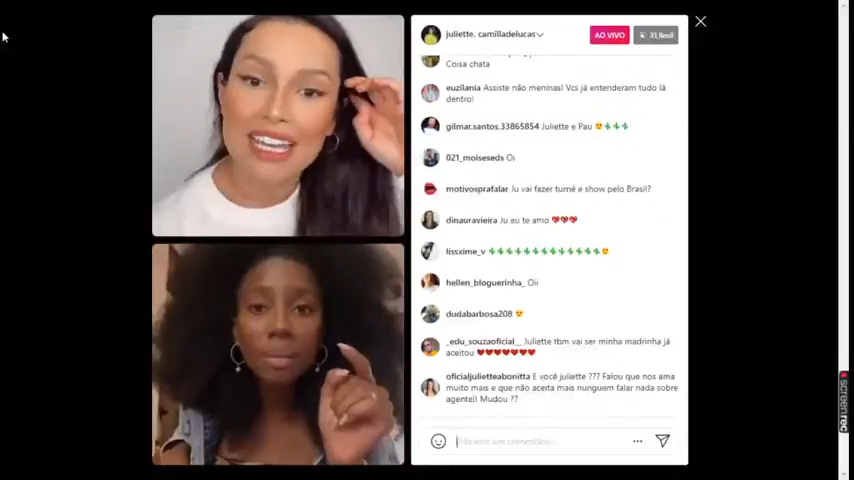 juliette, camilladelucas
AO VIVO
Coisa chata
euzilania Assiste não meninas! Vcs já entenderam tudo lá
dentro!
gilmar.santos.33865854 Juliette e Pau 😍🌵🌵🌵
021_moiseseds Oi
motivosprafalar Ju vai fazer turnê e show pelo Brasil?
dinauravieira Ju eu te amo 💖💖💖
lissxime_v 🌵🌵🌵🌵🌵🌵🌵🌵🌵🌵🌵🌵🌵😍
hellen_bloguerinha_ Oii
dudabarbosa208 😍
_edu_souzaoficial__ Juliette tbm vai ser minha madrinha já
aceitou ❤❤❤❤❤❤❤
oficialjulietteabonitta E você juliette ??? Falou que nos ama
muito mais e que não aceita mais nunguem falar nada sobre
agente!! Mudou ??
screenrec